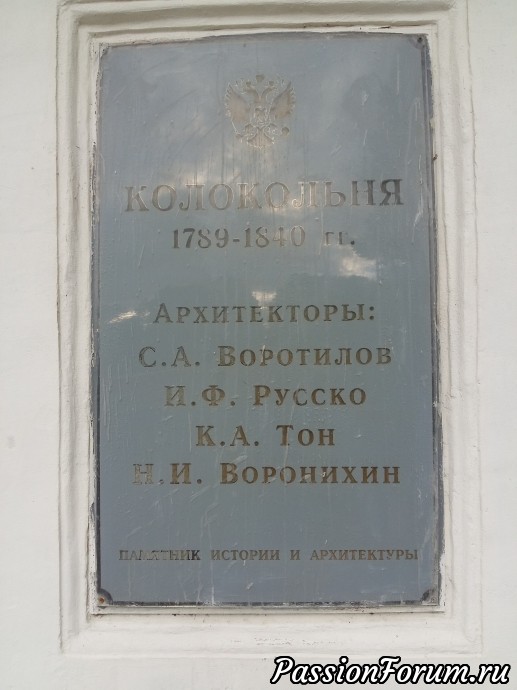 КОЛОКОЛЬНЯ
1789-1840 гг.
АРХИТЕКТОРЫ:
С.А. ВОРОТИЛОВ
И.Ф. РУССКО
К.А. ТОН
Н.И. ВОРОНИХИН
ПАМЯТНИК ИСТОРИИ И АРХИТЕКТУРЫ
PassionForum.ru